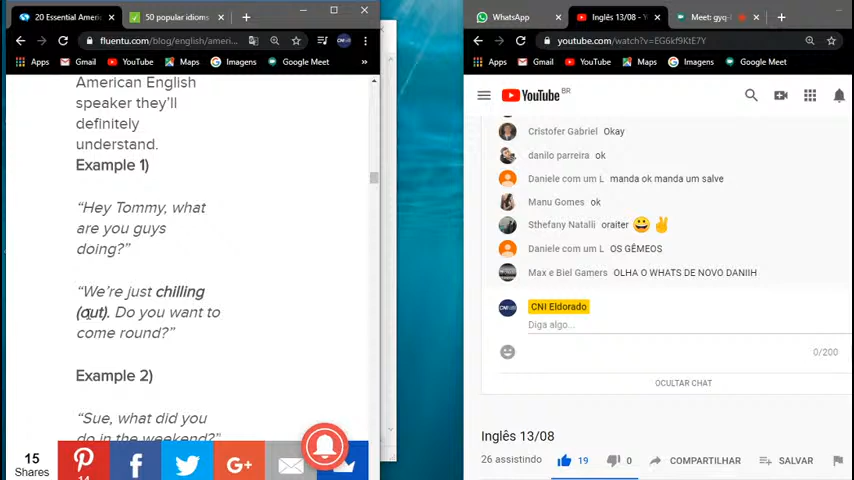 20 Essential Ameri
50 popular idioms
fluentu.com/blog/english/ameri...
Apps
Gmail
YouTube
Maps
Imagens
Google Meet
»
American English
speaker they'll
definitely
understand.
Example 1)
“Hey Tommy, what
are you guys
doing?”
“We’re just chilling
(out). Do you want to
come round?”
Example 2)
“Sue, what did you
do in the weekend?”
15
Shares
14
WhatsApp
Inglês 13/08 - Y
Meet: gyq-l
youtube.com/watch?v=EG6kf9KtE7Y
Apps
Gmail
YouTube
Maps
Imagens
Google Meet
YouTube BR
Cristofer Gabriel Okay
danilo parreira ok
Daniele com um L manda ok manda um salve
Manu Gomes ok
Sthefany Natalli oraiter 😀✌
Daniele com um L OS GÊMEOS
Max e Biel Gamers OLHA O WHATS DE NOVO DANIIH
CNI Eldorado
Diga algo...
0/200
OCULTAR CHAT
Inglês 13/08
26 assistindo
19
0
COMPARTILHAR
SALVAR